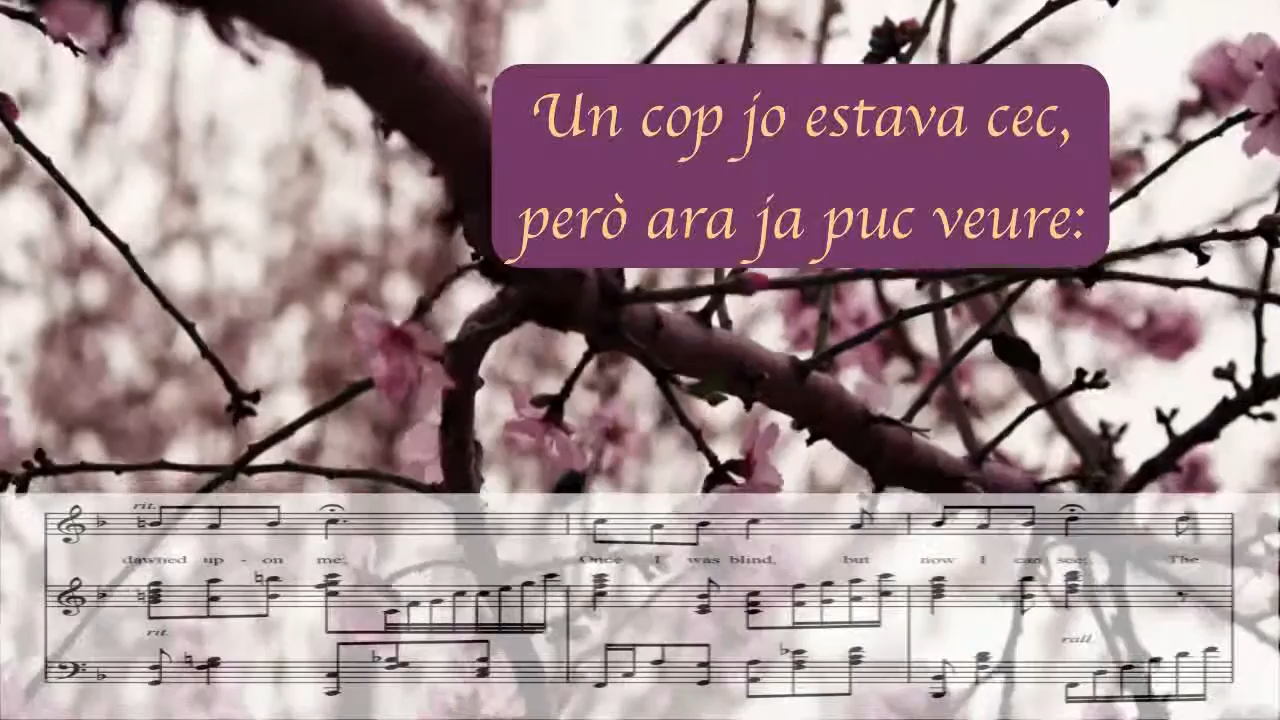 Un cop jo estava cec,
però ara ja puc veure:
rit.
dawned up - on me; Once I was blind, but now I can see: The
rit.
rall